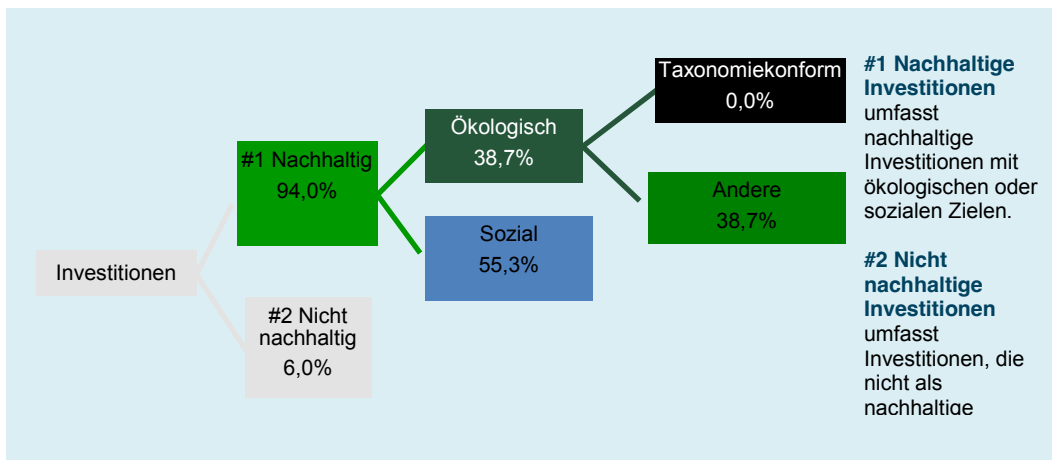 Investitionen
#1 Nachhaltig
94,0%
#2 Nicht
nachhaltig
6,0%
Ökologisch
38,7%
Sozial
55,3%
Taxonomiekonform
0,0%
Andere
38,7%
#1 Nachhaltige
Investitionen
umfasst
nachhaltige
Investitionen mit
ökologischen oder
sozialen Zielen.
#2 Nicht
nachhaltige
Investitionen
umfasst
Investitionen, die
nicht als
nachhaltige